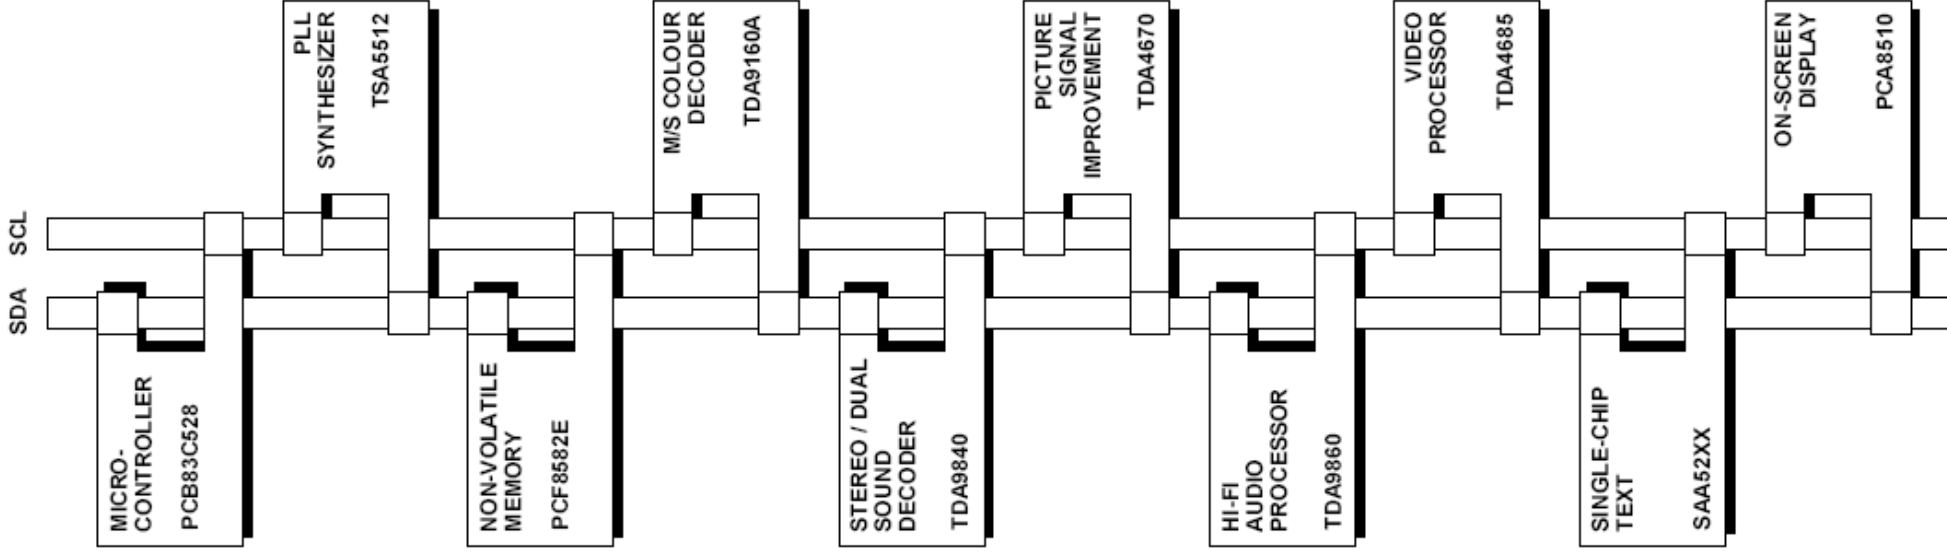 SDA
SCL
MICRO-
CONTROLLER
PCB83C528
PLL
SYNTHESIZER
TSA5512
NON-VOLATILE
MEMORY
PCF8582E
M/S COLOUR
DECODER
TDA9160A
STEREO / DUAL
SOUND
DECODER
TDA9840
PICTURE
SIGNAL
IMPROVEMENT
TDA4670
HI-FI
AUDIO
PROCESSOR
TDA9860
VIDEO
PROCESSOR
TDA4685
SINGLE-CHIP
TEXT
SAA52XX
ON-SCREEN
DISPLAY
PCA8510